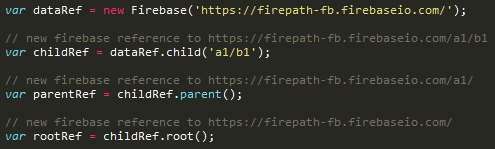 var dataRef = new Firebase('https://firepath-fb.firebaseio.com/');
// new firebase reference to https://firepath-fb.firebaseio.com/a1/b1
var childRef = dataRef.child('a1/b1');
// new firebase reference to https://firepath-fb.firebaseio.com/a1/
var parentRef = childRef.parent();
// new firebase reference to https://firepath-fb.firebaseio.com/
var rootRef = childRef.root();